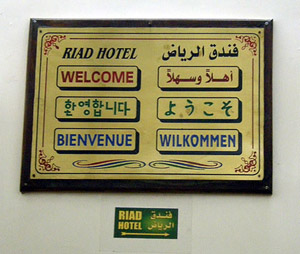 RIAD HOTEL فندق الرياض
WELCOME أهلاً وسهلاً
한영합니다 ようこそ
BIENVENUE WILKOMMEN
RIAD فندق
HOTEL الرياض